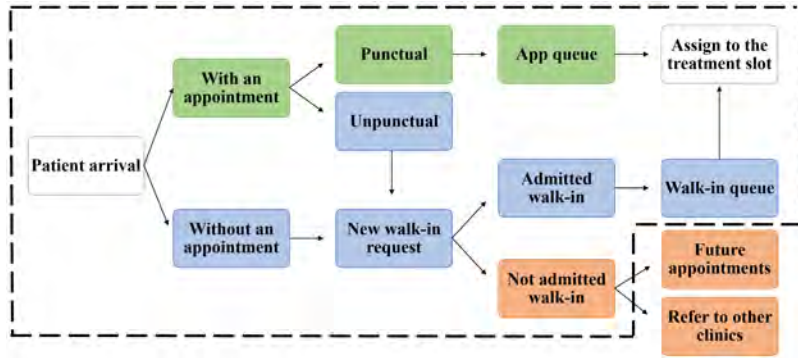 Patient arrival
With an
appointment
Without an
appointment
Punctual
Unpunctual
New walk-in
request
App queue
Admitted
walk-in
Not admitted
walk-in
Assign to the
treatment slot
Walk-in queue
Future
appointments
Refer to other
clinics